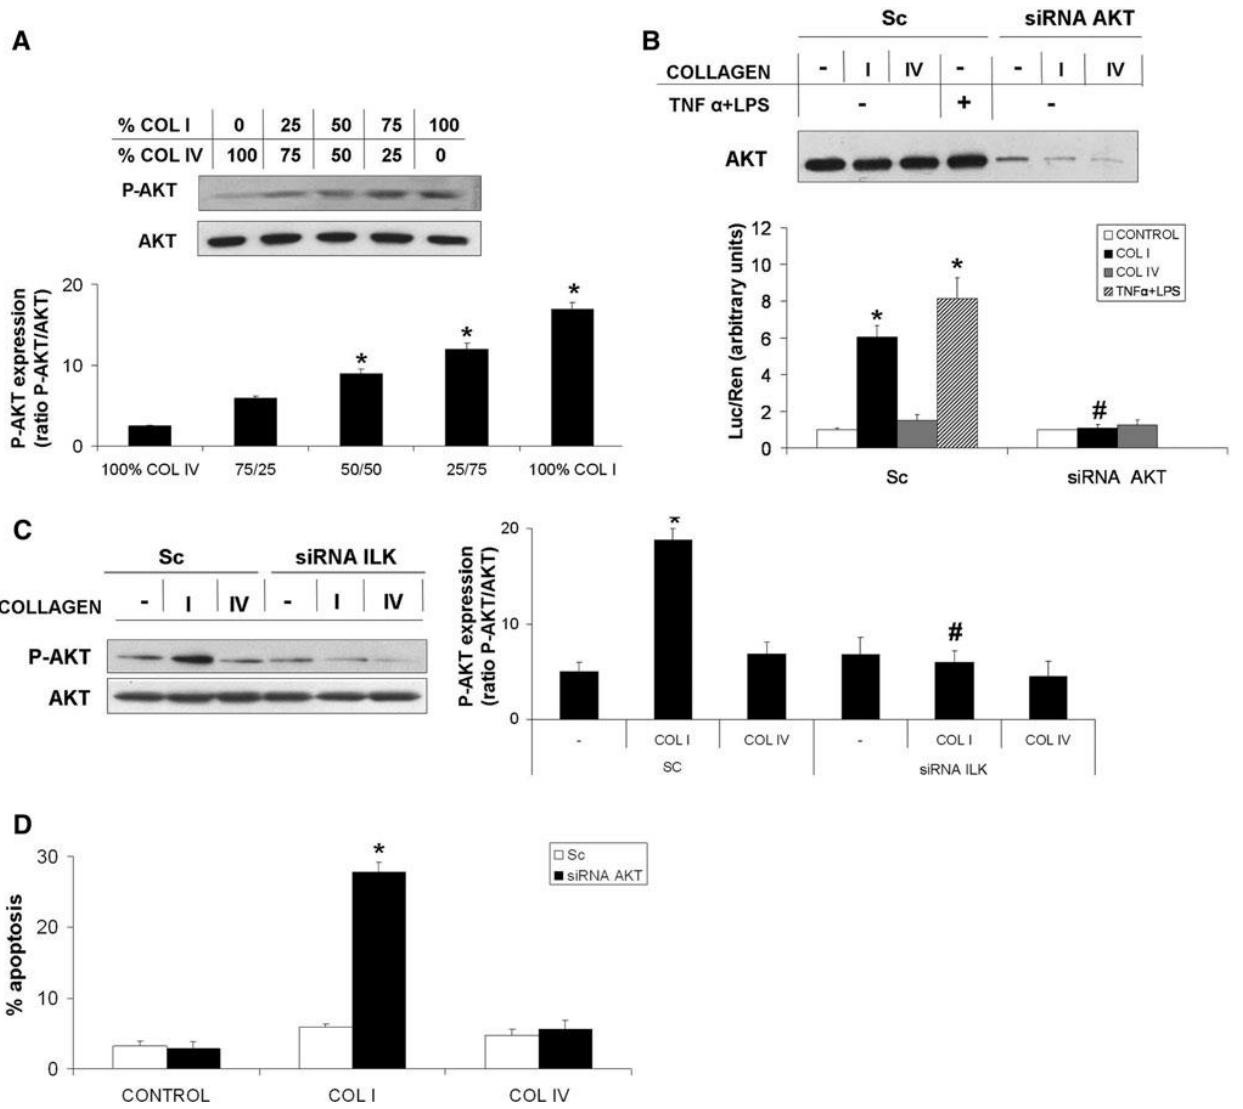 A
% COL I 0 25 50 75 100
% COL IV 100 75 50 25 0
P-AKT
AKT
P-AKT expression
(ratio P-AKT/AKT)
20
10
0
*
*
*
100% COL IV 75/25 50/50 25/75 100% COL I
B
Sc siRNA AKT
COLLAGEN - I IV - - I IV
TNF α+LPS - + -
AKT
Luc/Ren (arbitrary units)
12
10
8
6
4
2
0
*
*
#
CONTROL
COL I
COL IV
TNFα+LPS
Sc siRNA AKT
C
Sc siRNA ILK
COLLAGEN - I IV - I IV
P-AKT
AKT
P-AKT expression
(ratio P-AKT/AKT)
20
10
0
*
#
- COL I COL IV - COL I COL IV
SC siRNA ILK
D
% apoptosis
30
20
10
0
*
Sc
siRNA AKT
CONTROL COL I COL IV